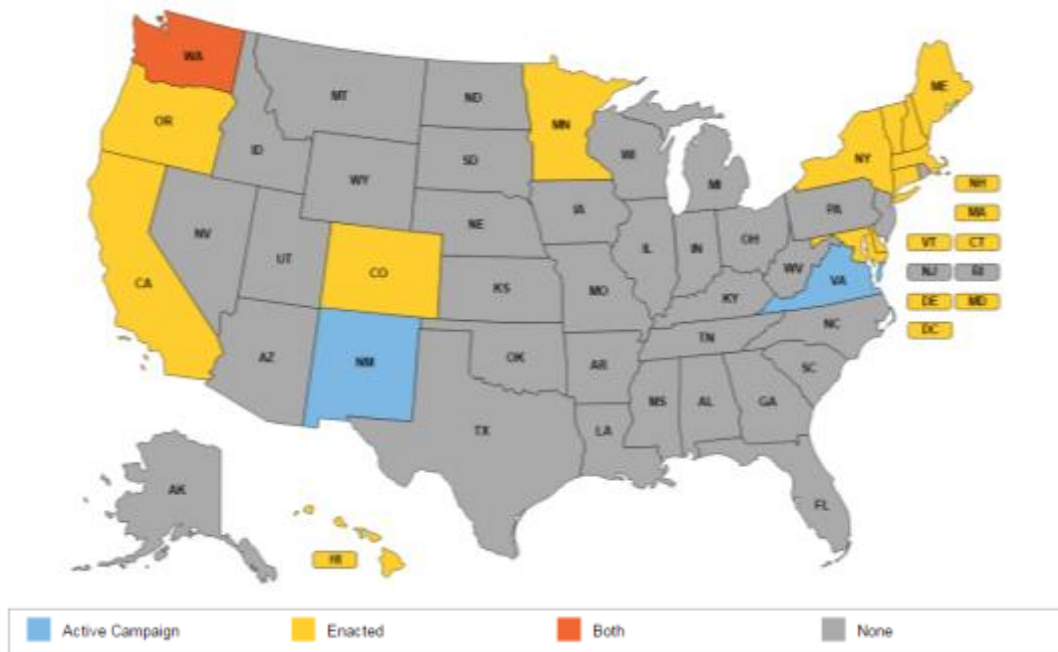 WA
MT
ND
MN
ME
OR
ID
SD
WI
NY
WY
MI
NH
IA
PA
MA
NE
NV
IL
IN
OH
VT CT
UT
CO
WV
NJ RI
CA
KS
MO
KY
VA
DE MD
NC
DC
TN
AZ
NM
OK
AR
SC
MS
AL
GA
TX
LA
AK
FL
HI
Active Campaign
Enacted
Both
None